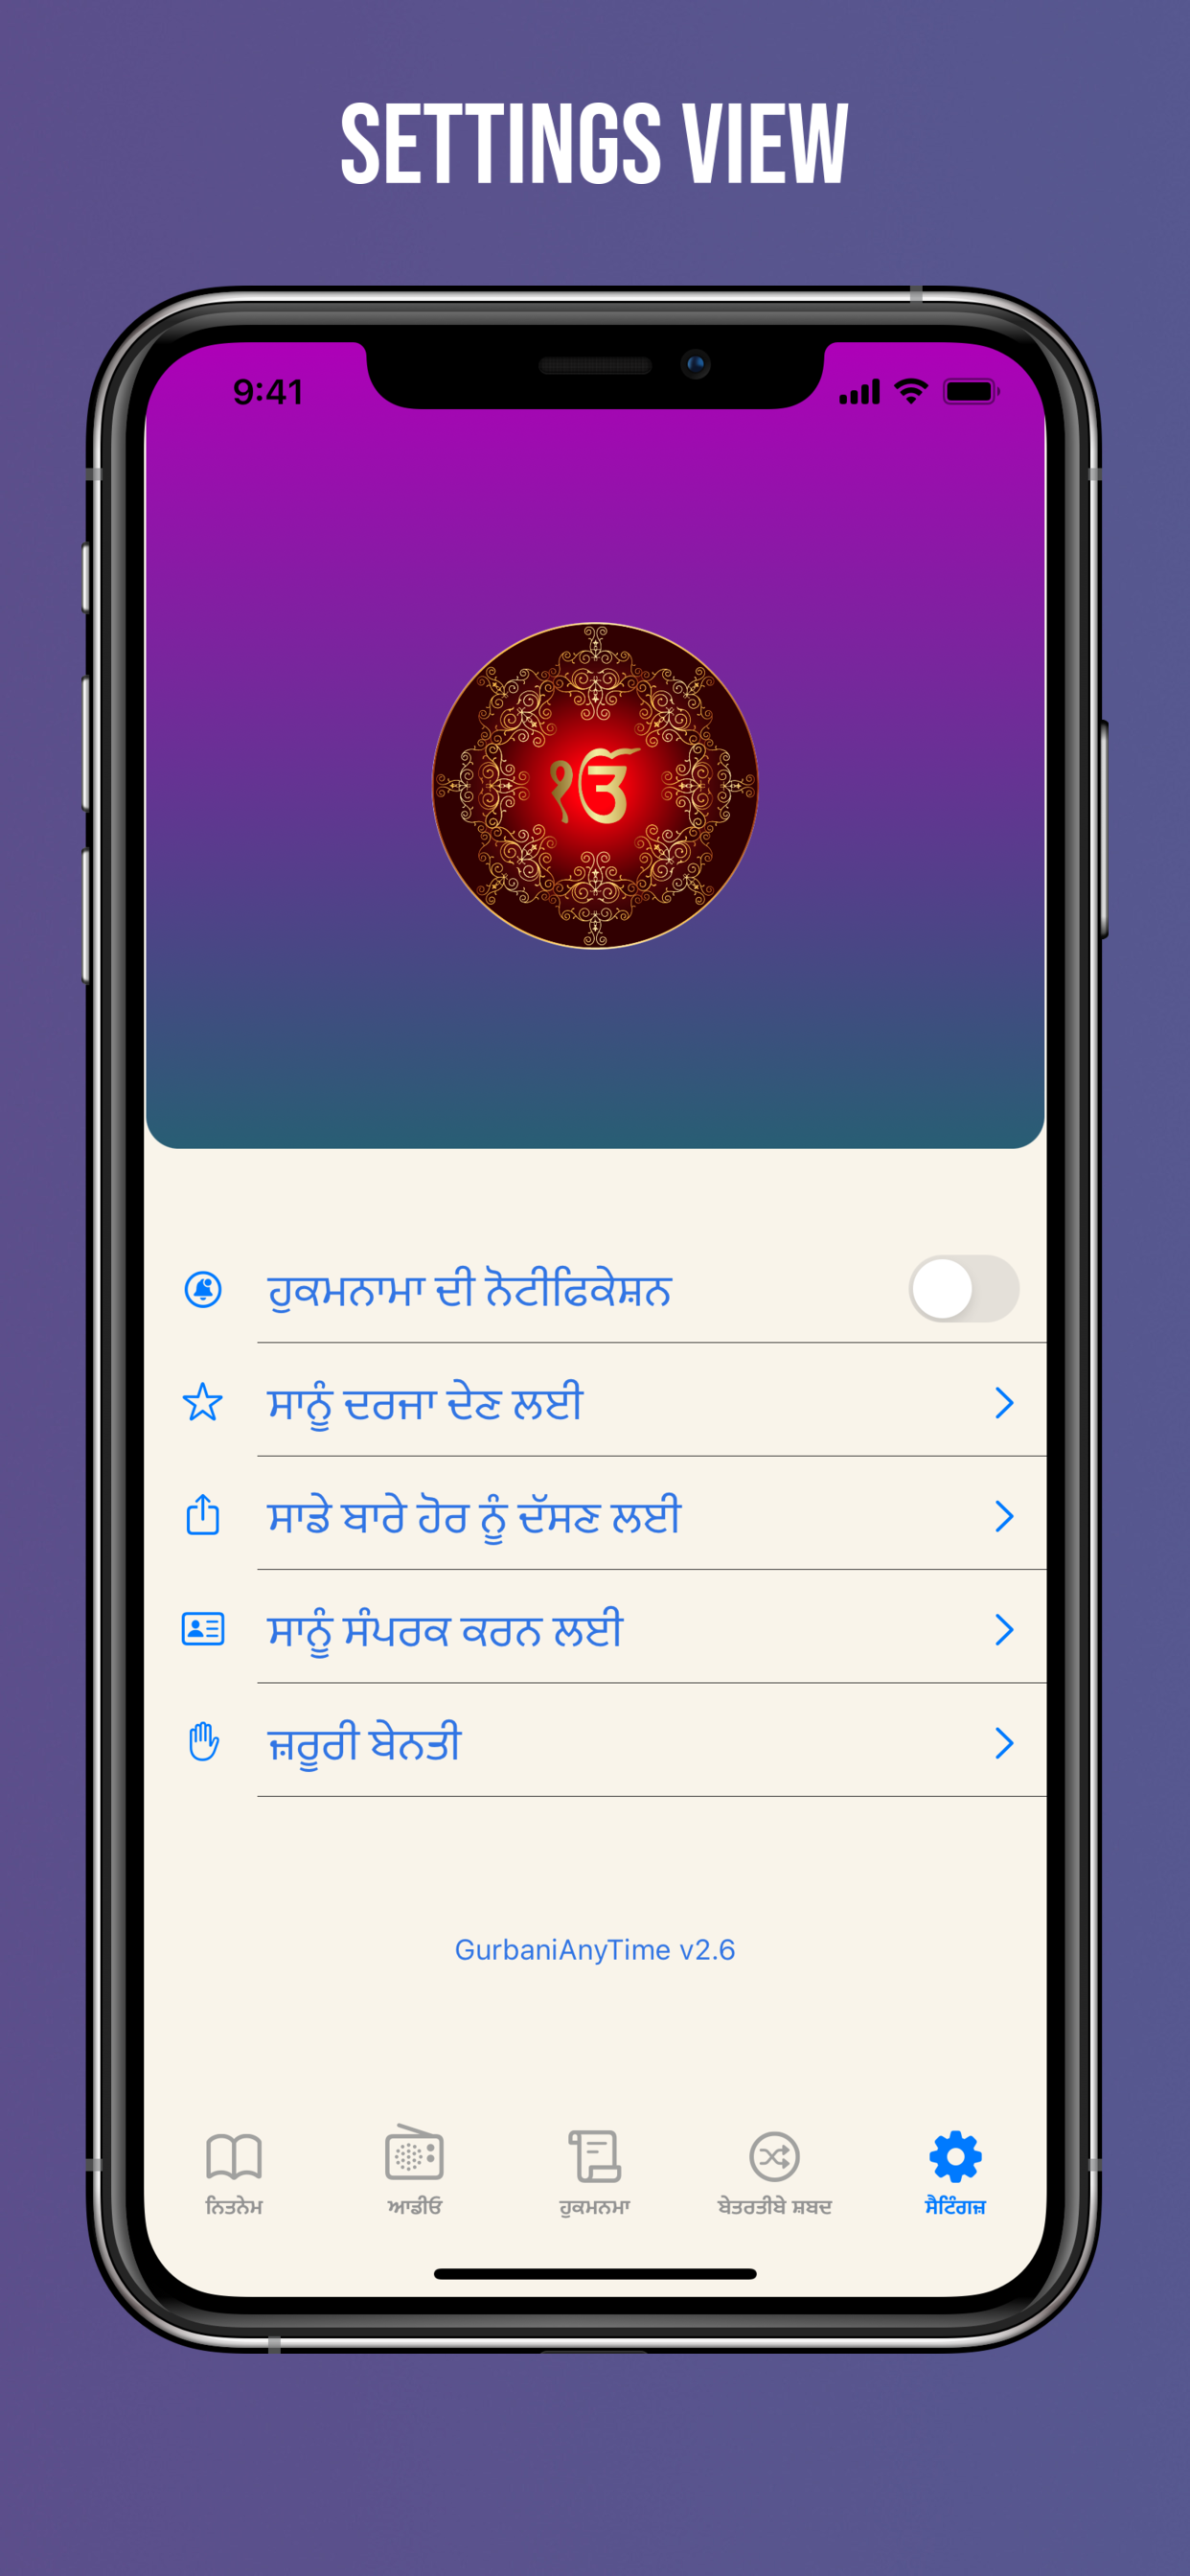 SETTINGS VIEW
9:41
ੴ
ਹੁਕਮਨਾਮਾ ਦੀ ਨੋਟੀਫਿਕੇਸ਼ਨ
ਸਾਨੂੰ ਦਰਜਾ ਦੇਣ ਲਈ
ਸਾਡੇ ਬਾਰੇ ਹੋਰ ਨੂੰ ਦੱਸਣ ਲਈ
ਸਾਨੂੰ ਸੰਪਰਕ ਕਰਨ ਲਈ
ਜ਼ਰੂਰੀ ਬੇਨਤੀ
GurbaniAnyTime v2.6
ਨਿਤਨੇਮ ਆਡੀਓ ਹੁਕਮਨਮਾ ਬੇਤਰਤੀਬੇ ਸ਼ਬਦ ਸੈਟਿੰਗਜ਼